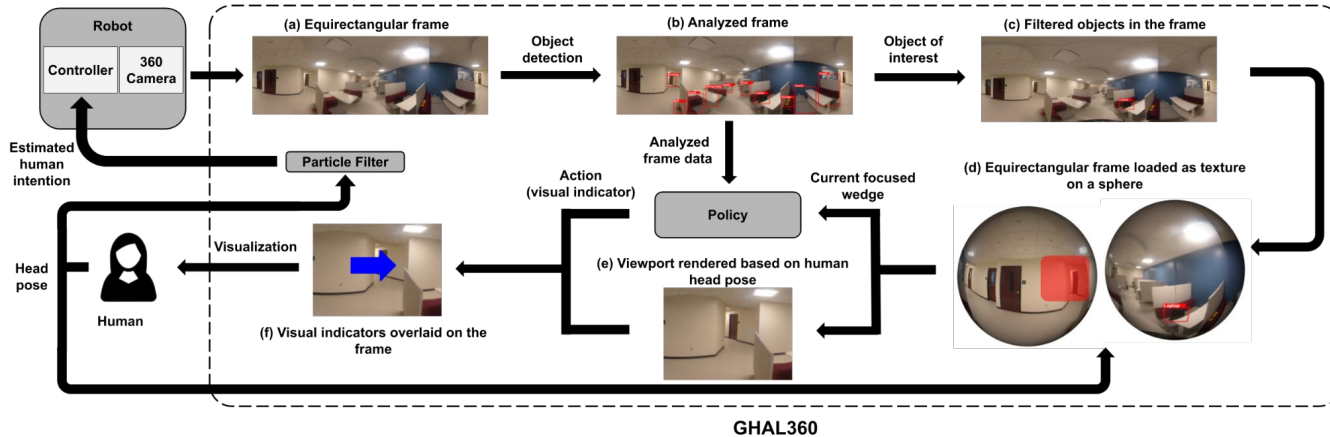 Robot
Controller
360
Camera
(a) Equirectangular frame
Object
detection
(b) Analyzed frame
Object of
interest
(c) Filtered objects in the frame
Estimated
human
intention
Particle Filter
Analyzed
frame data
Action
(visual indicator)
Current focused
wedge
Policy
(d) Equirectangular frame loaded as texture
on a sphere
Laptop
Head
pose
Human
Visualization
(e) Viewport rendered based on human
head pose
(f) Visual indicators overlaid on the
frame
GHAL360